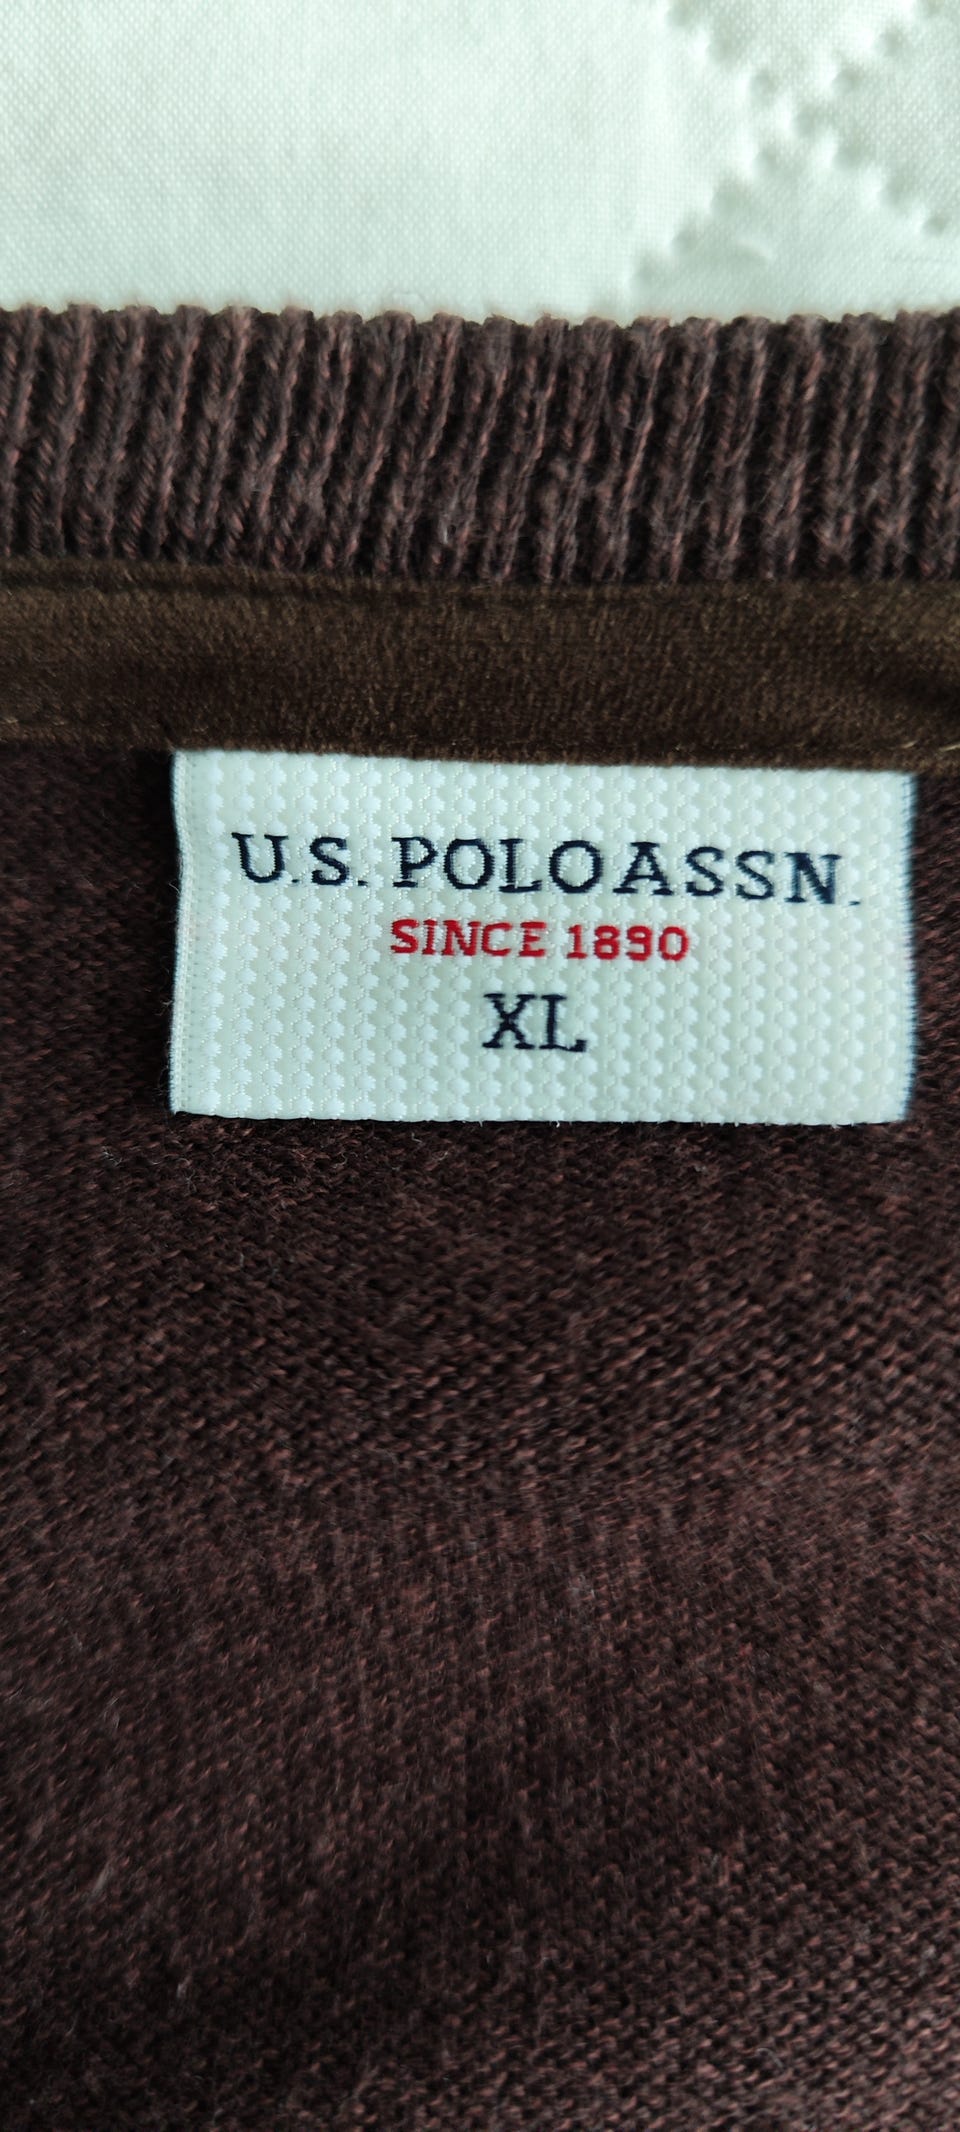 U.S. POLO ASSN.
SINCE 1890
XL